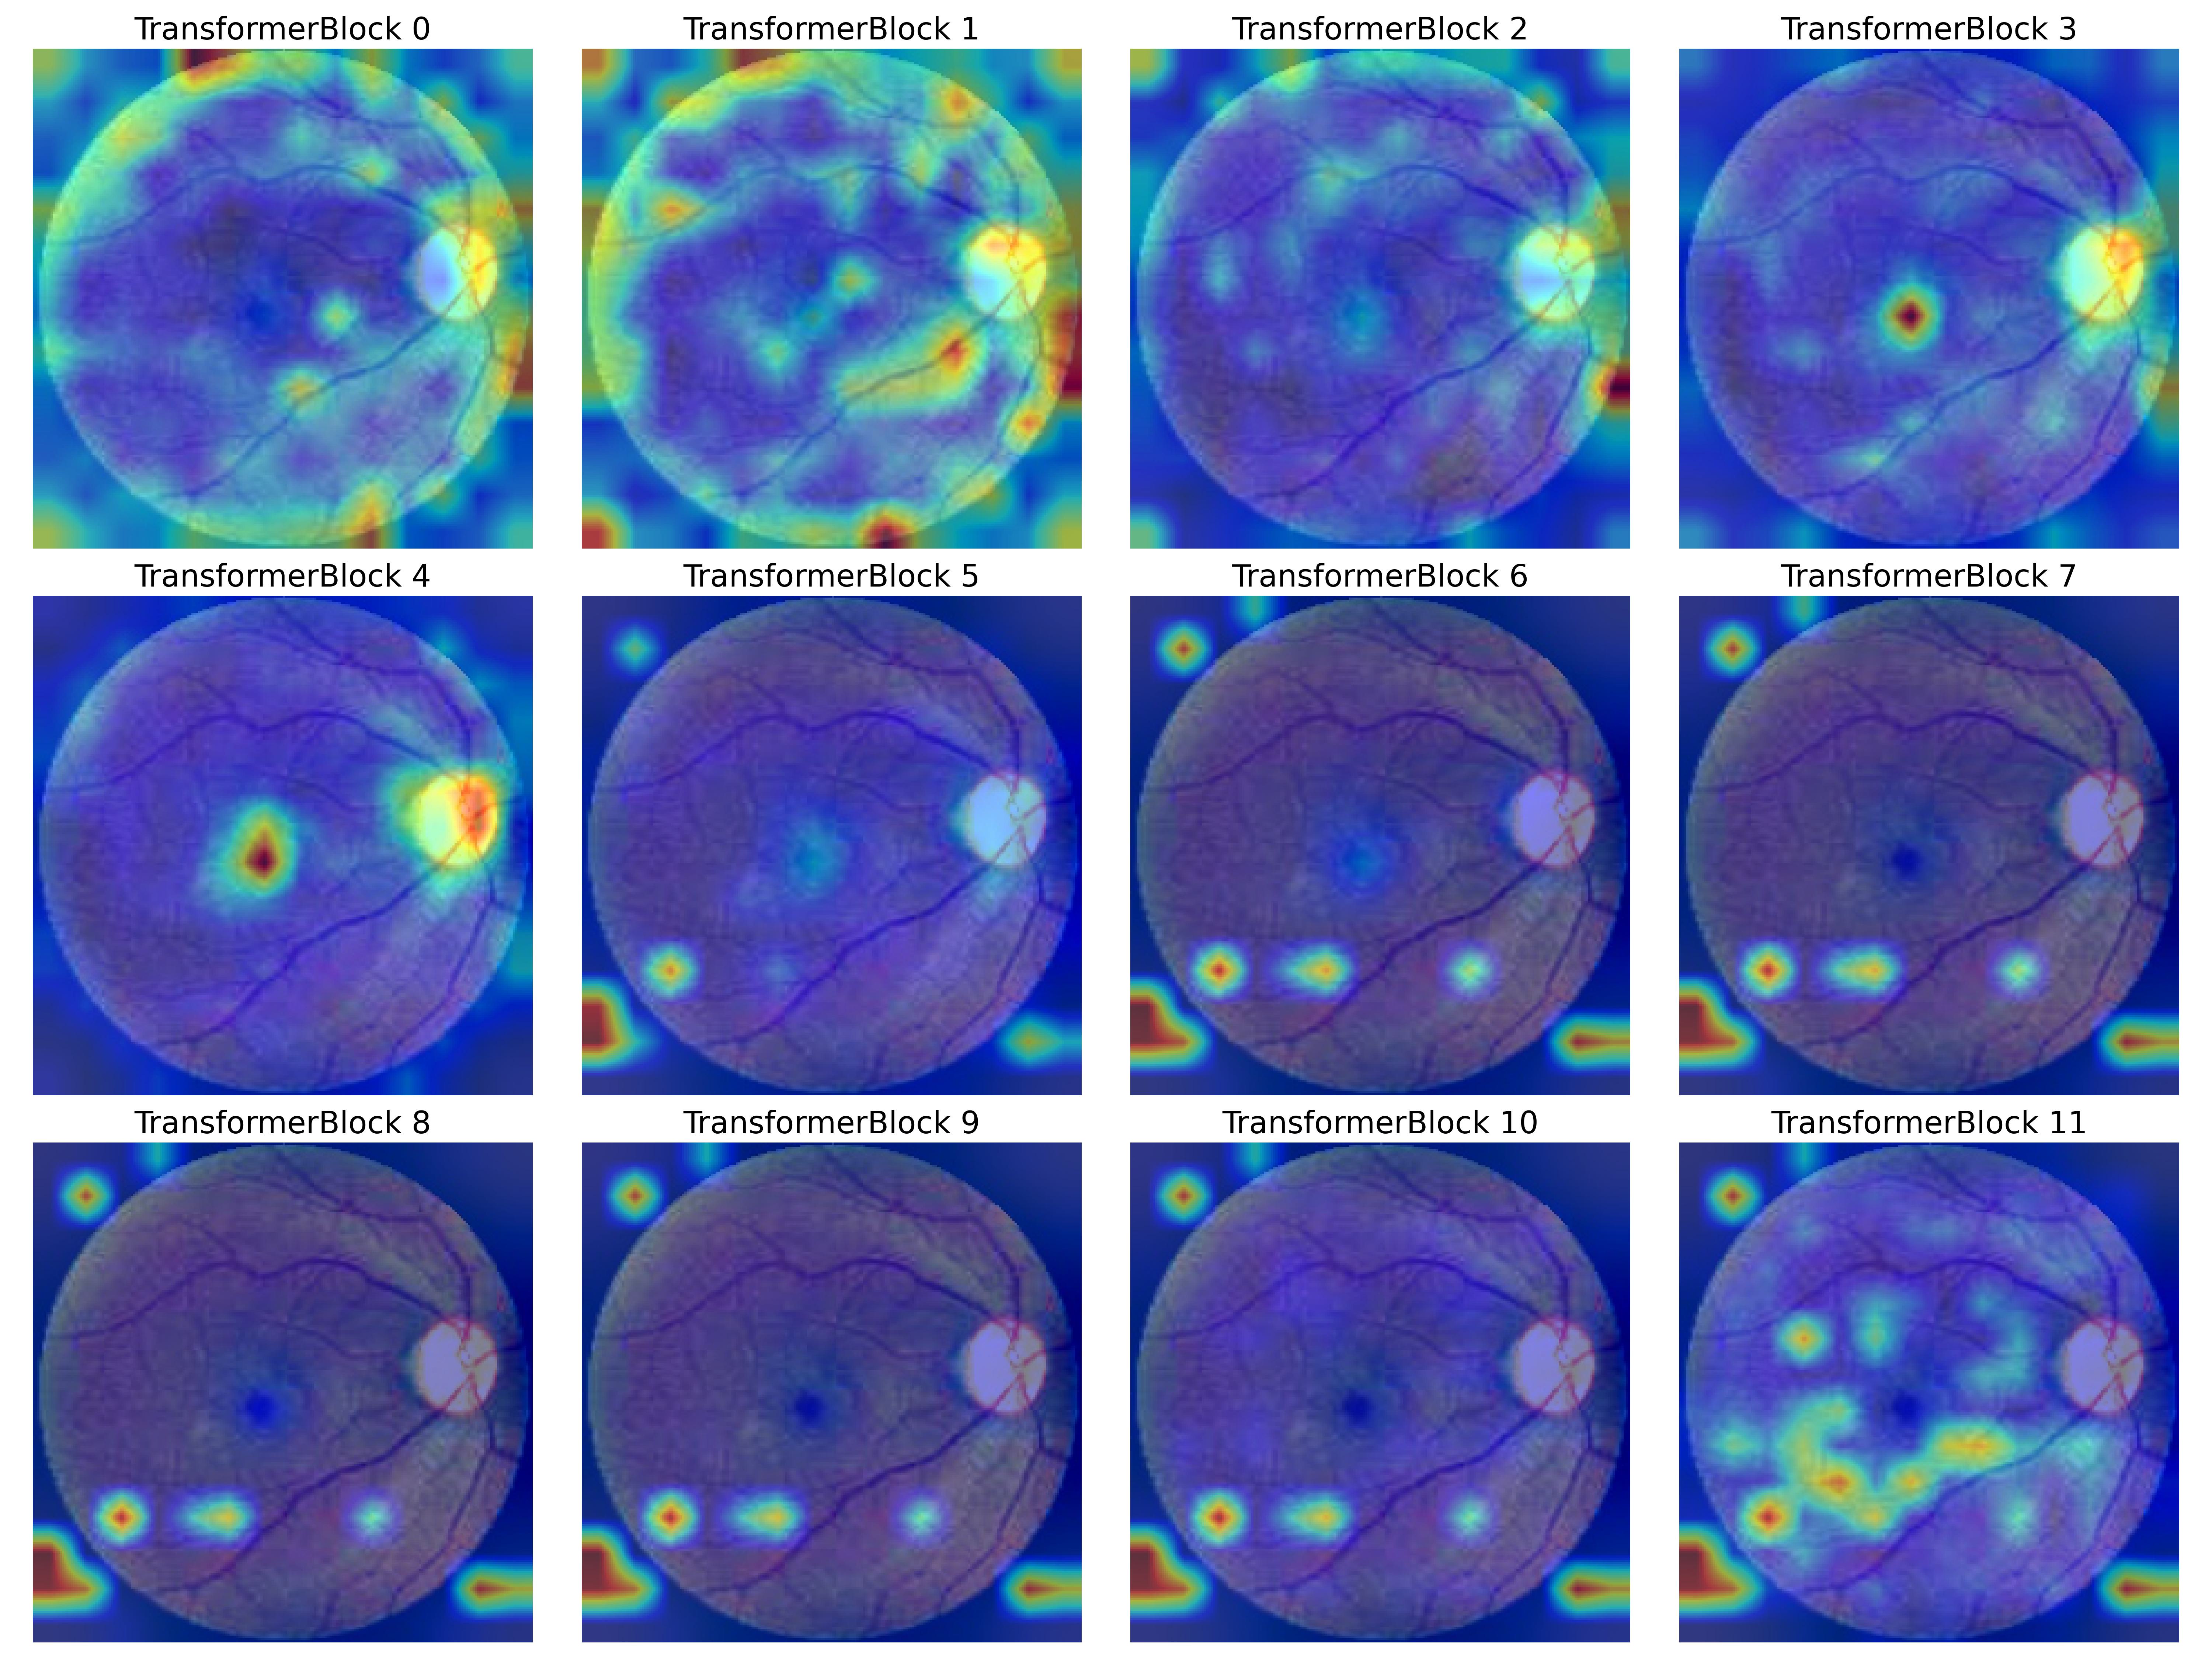 TransformerBlock 0
TransformerBlock 1
TransformerBlock 2
TransformerBlock 3
TransformerBlock 4
TransformerBlock 5
TransformerBlock 6
TransformerBlock 7
TransformerBlock 8
TransformerBlock 9
TransformerBlock 10
TransformerBlock 11